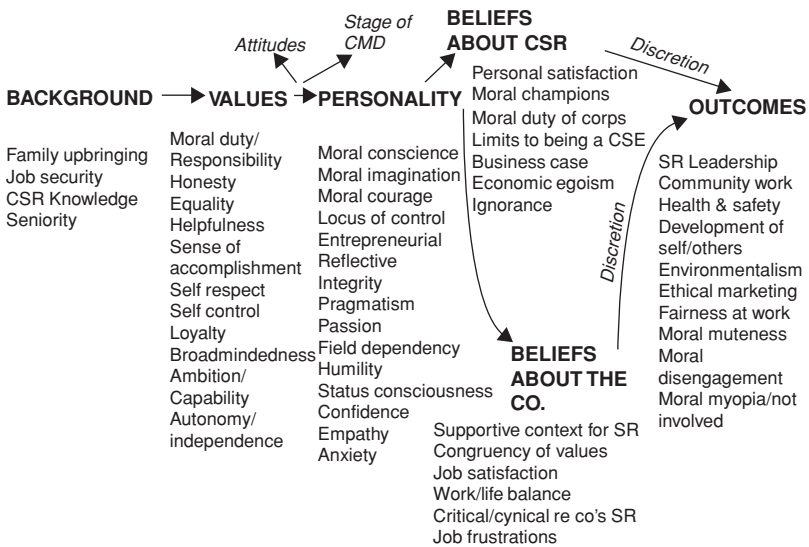 BACKGROUND
Family upbringing
Job security
CSR Knowledge
Seniority
VALUES
Moral duty/
Responsibility
Honesty
Equality
Helpfulness
Sense of
accomplishment
Self respect
Self control
Loyalty
Broadmindedness
Ambition/
Capability
Autonomy/
independence
Attitudes
Stage of
CMD
PERSONALITY
Moral conscience
Moral imagination
Moral courage
Locus of control
Entrepreneurial
Reflective
Integrity
Pragmatism
Passion
Field dependency
Humility
Status consciousness
Confidence
Empathy
Anxiety
BELIEFS
ABOUT CSR
Personal satisfaction
Moral champions
Moral duty of corps
Limits to being a CSE
Business case
Economic egoism
Ignorance
BELIEFS
ABOUT THE
CO.
Supportive context for SR
Congruency of values
Job satisfaction
Work/life balance
Critical/cynical re co's SR
Job frustrations
Discretion
Discretion
OUTCOMES
SR Leadership
Community work
Health & safety
Development of
self/others
Environmentalism
Ethical marketing
Fairness at work
Moral muteness
Moral
disengagement
Moral myopia/not
involved